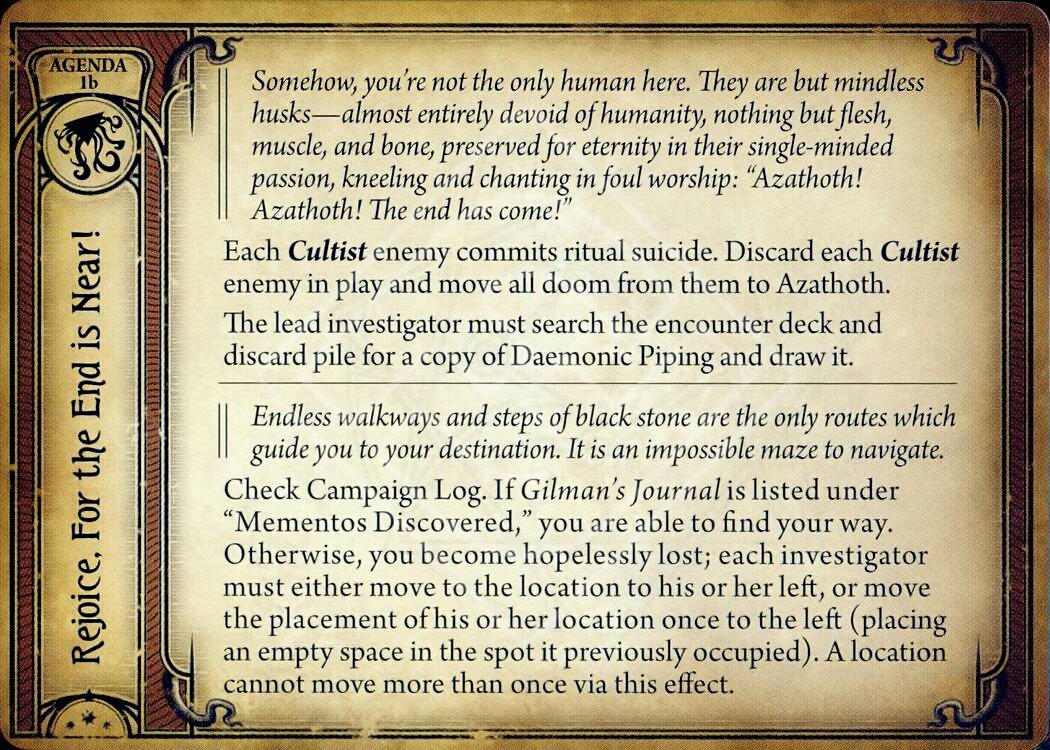 AGENDA
1b
Rejoice, For the End is Near!
Somehow, you're not the only human here. They are but mindless
husks—almost entirely devoid of humanity, nothing but flesh,
muscle, and bone, preserved for eternity in their single-minded
passion, kneeling and chanting in foul worship: “Azathoth!
Azathoth! The end has come!”
Each Cultist enemy commits ritual suicide. Discard each Cultist
enemy in play and move all doom from them to Azathoth.
The lead investigator must search the encounter deck and
discard pile for a copy of Daemonic Piping and draw it.
Endless walkways and steps of black stone are the only routes which
guide you to your destination. It is an impossible maze to navigate.
Check Campaign Log. If Gilman's Journal is listed under
“Mementos Discovered,” you are able to find your way.
Otherwise, you become hopelessly lost; each investigator
must either move to the location to his or her left, or move
the placement of his or her location once to the left (placing
an empty space in the spot it previously occupied). A location
cannot move more than once via this effect.